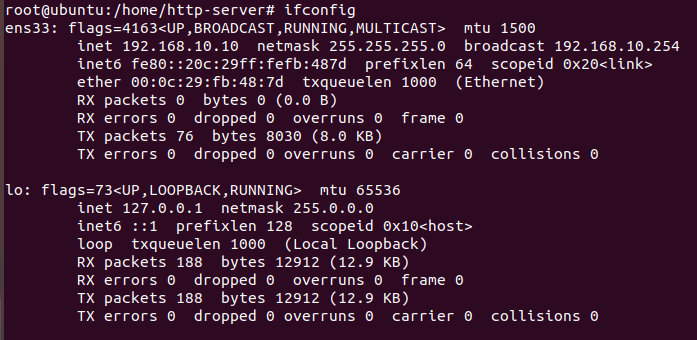 root@ubuntu:/home/http-server# ifconfig
ens33: flags=4163<UP,BROADCAST,RUNNING,MULTICAST>  mtu 1500
        inet 192.168.10.10  netmask 255.255.255.0  broadcast 192.168.10.254
        inet6 fe80::20c:29ff:fefb:487d  prefixlen 64  scopeid 0x20<link>
        ether 00:0c:29:fb:48:7d  txqueuelen 1000  (Ethernet)
        RX packets 0  bytes 0 (0.0 B)
        RX errors 0  dropped 0  overruns 0  frame 0
        TX packets 76  bytes 8030 (8.0 KB)
        TX errors 0  dropped 0 overruns 0  carrier 0  collisions 0

lo: flags=73<UP,LOOPBACK,RUNNING>  mtu 65536
        inet 127.0.0.1  netmask 255.0.0.0
        inet6 ::1  prefixlen 128  scopeid 0x10<host>
        loop  txqueuelen 1000  (Local Loopback)
        RX packets 188  bytes 12912 (12.9 KB)
        RX errors 0  dropped 0  overruns 0  frame 0
        TX packets 188  bytes 12912 (12.9 KB)
        TX errors 0  dropped 0 overruns 0  carrier 0  collisions 0